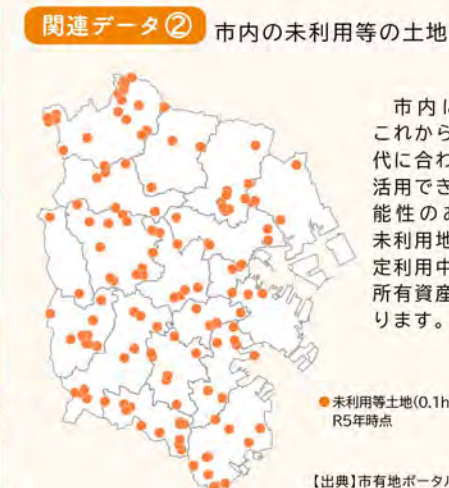 関連データ② 市内の未利用等の土地
市内に
これから
代に合わ
活用でき
能性のあ
未利用地
定利用中
所有資産
ります。
●未利用等土地(0.1h
R5年時点
【出典】市有地ポータル